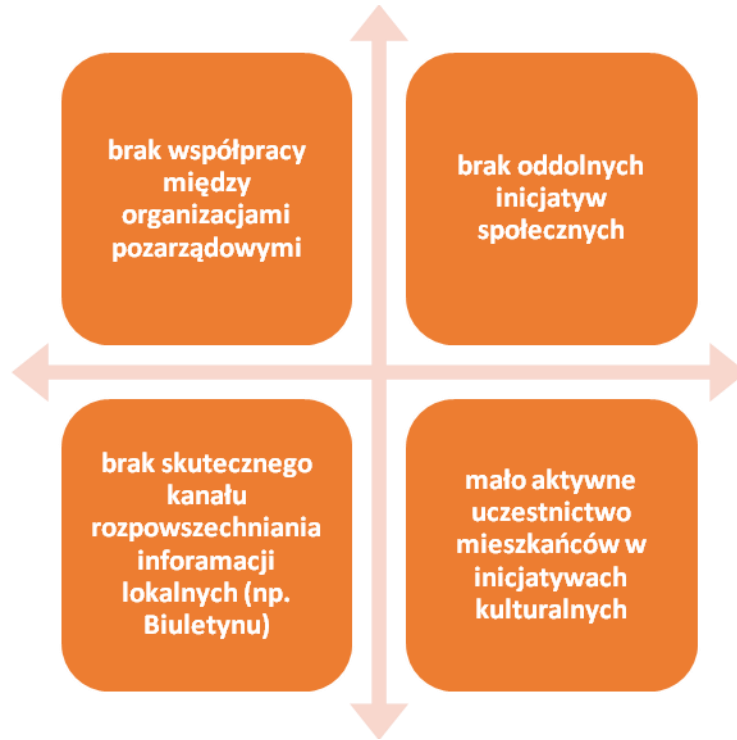 brak współpracy
między
organizacjami
pozarządowymi
brak oddolnych
inicjatyw
społecznych
brak skutecznego
kanału
rozpowszechniania
inforamacji
lokalnych (np.
Biuletynu)
mało aktywne
uczestnictwo
mieszkańców w
inicjatywach
kulturalnych